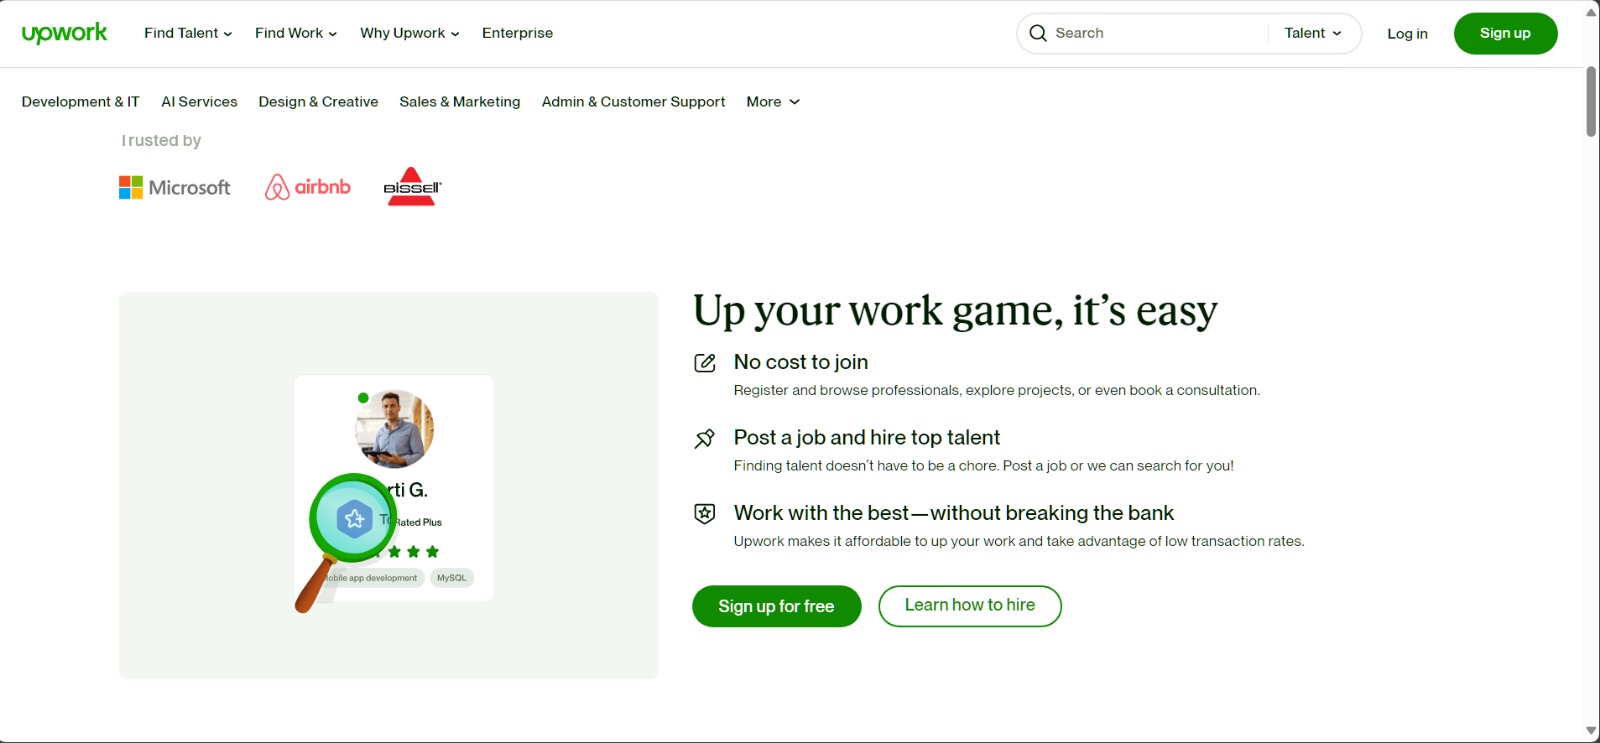 upwork Find Talent Find Work Why Upwork Enterprise Search Talent Log in Sign up
Development & IT AI Services Design & Creative Sales & Marketing Admin & Customer Support More
Trusted by
Microsoft airbnb BISSELL
Up your work game, it's easy
No cost to join
Register and browse professionals, explore projects, or even book a consultation.
Post a job and hire top talent
Finding talent doesn't have to be a chore. Post a job or we can search for you!
Work with the best—without breaking the bank
Upwork makes it affordable to up your work and take advantage of low transaction rates.
Sign up for free Learn how to hire
rti G.
Rated Plus
obile app development MySQL